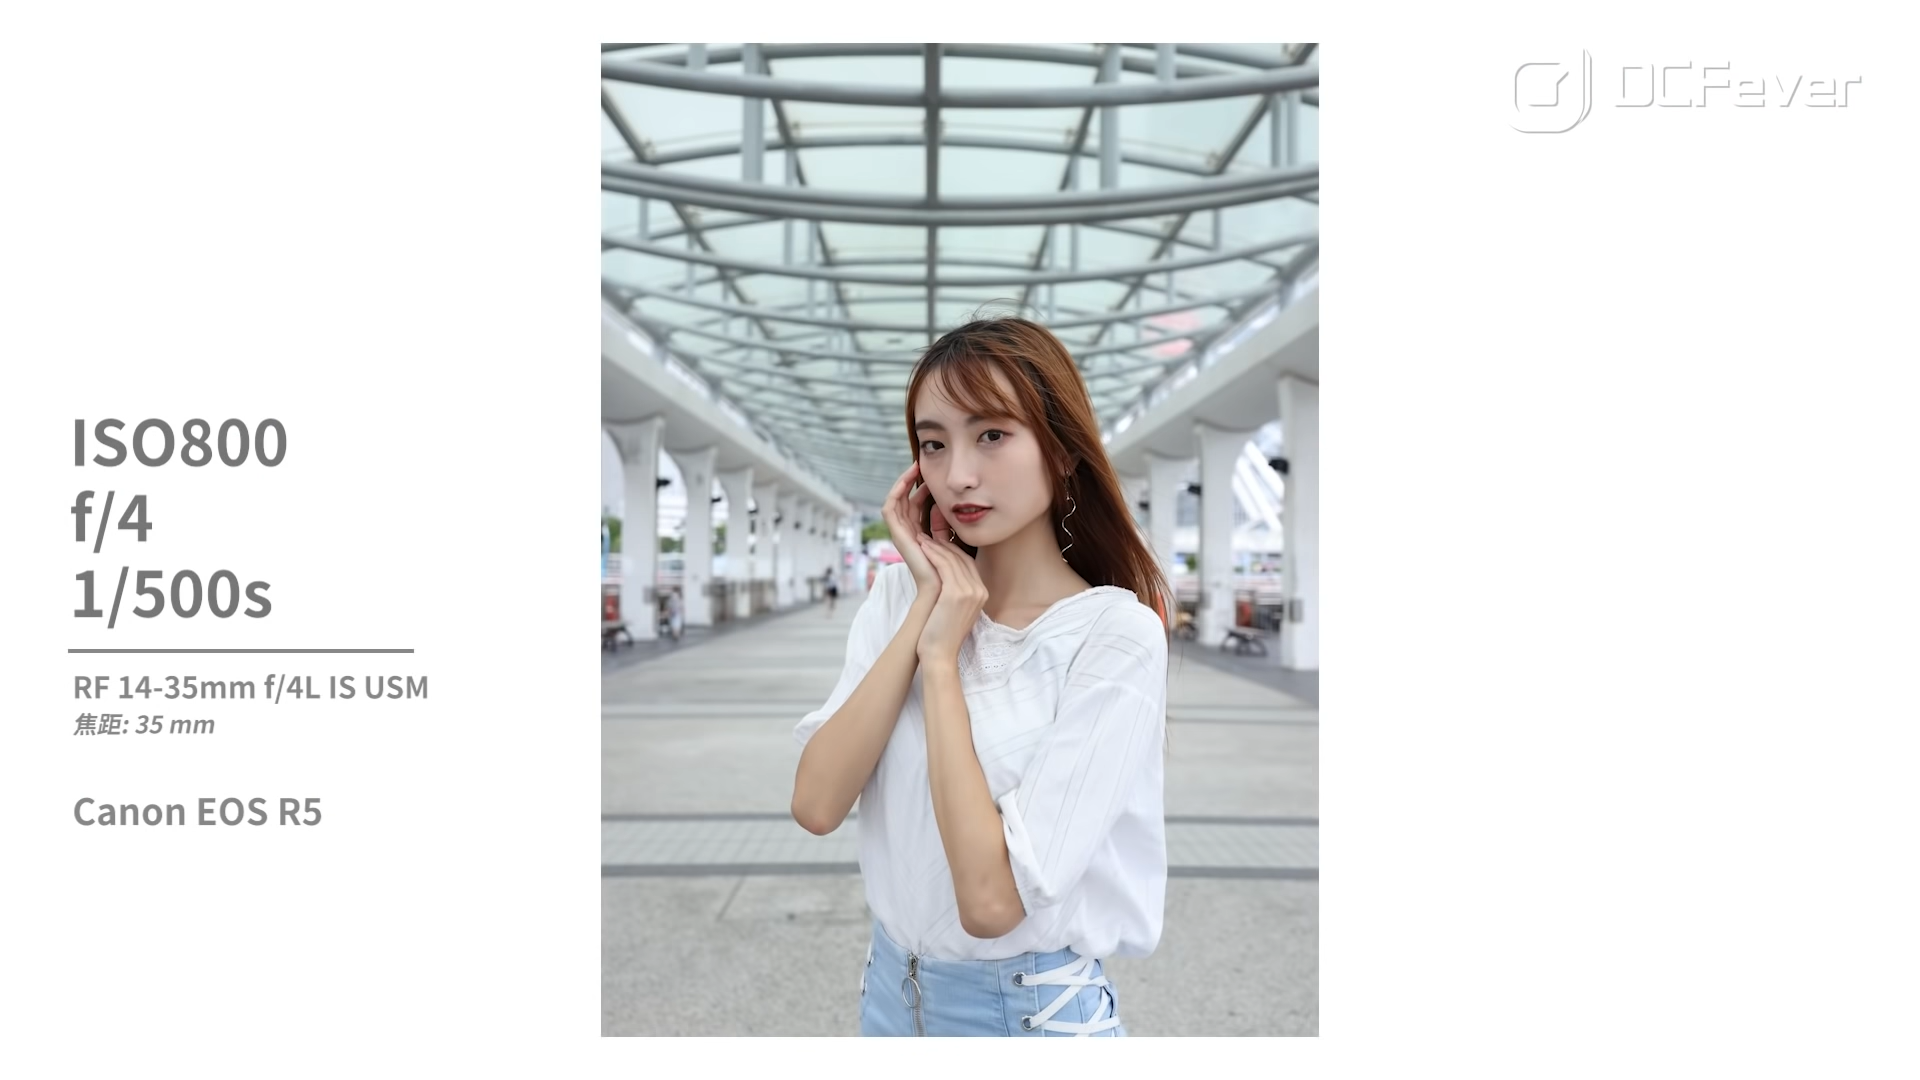 DCFever
ISO800
f/4
1/500s
RF 14-35mm f/4L IS USM
焦距: 35 mm
Canon EOS R5